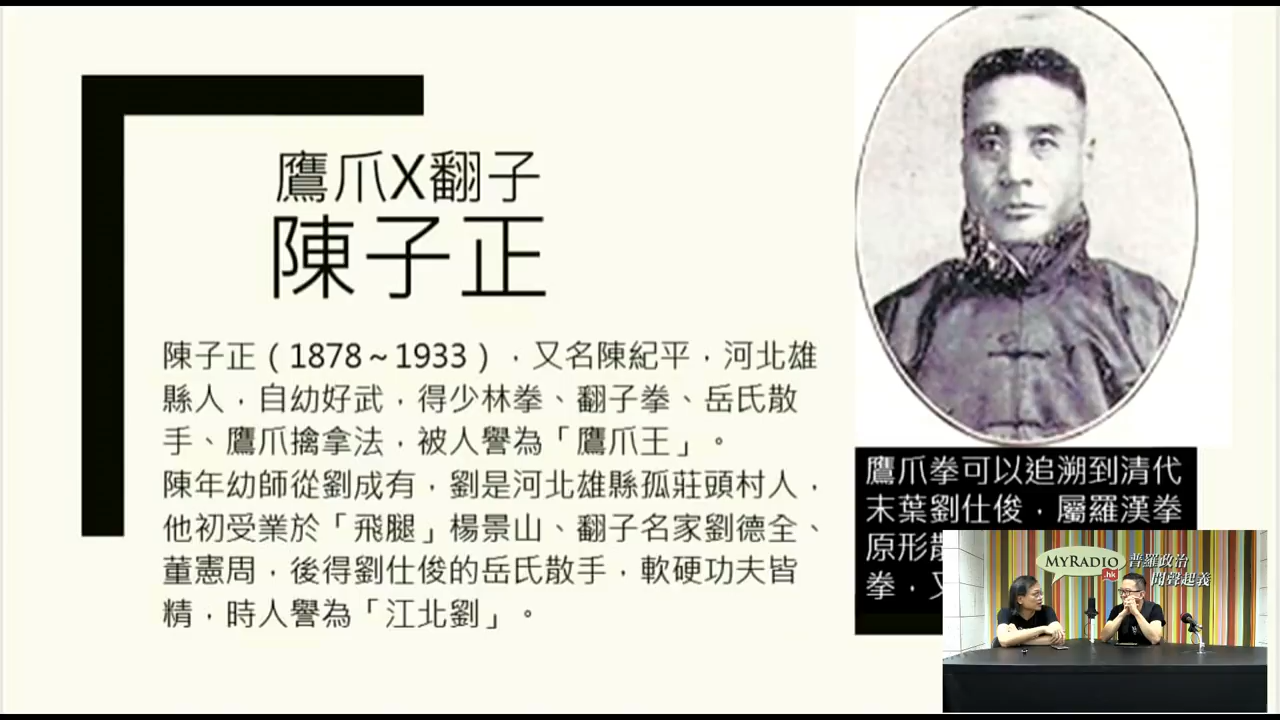 鷹爪X翻子
陳子正
陳子正（1878～1933），又名陳紀平，河北雄
縣人，自幼好武，得少林拳、翻子拳、岳氏散
手、鷹爪擒拿法，被人譽為「鷹爪王」。
陳年幼師從劉成有，劉是河北雄縣孤莊頭村人，
他初受業於「飛腿」楊景山、翻子名家劉德全、
董憲周，後得劉仕俊的岳氏散手，軟硬功夫皆
精，時人譽為「江北劉」。
鷹爪拳可以追溯到清代
末葉劉仕俊，屬羅漢拳
原形
拳，又
MYRADIO
.hk
普羅政治
聞聲起義